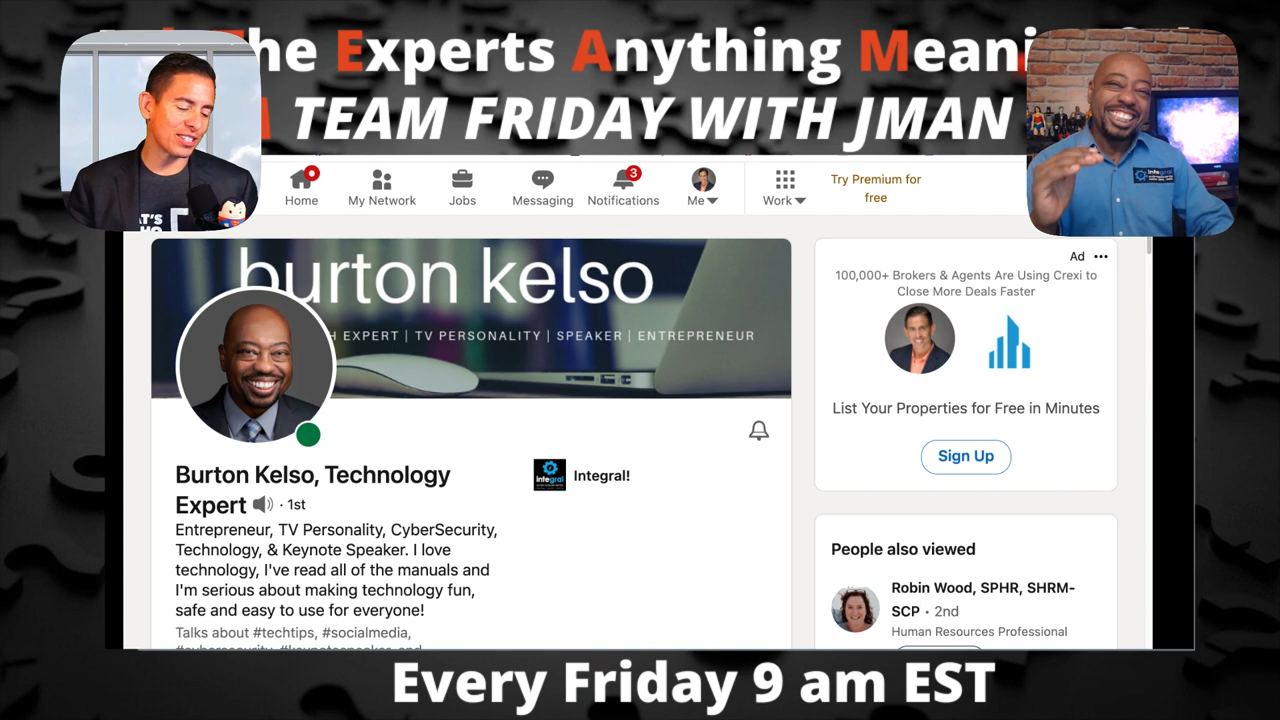 The Experts Anything Meani
TEAM FRIDAY WITH JMAN
Home
My Network
Jobs
Messaging
3
Notifications
Me
Work
Try Premium for
free
integral
burton kelso
H EXPERT | TV PERSONALITY | SPEAKER | ENTREPRENEUR
Burton Kelso, Technology
Expert · 1st
integral
Integral!
Entrepreneur, TV Personality, CyberSecurity,
Technology, & Keynote Speaker. I love
technology, I've read all of the manuals and
I'm serious about making technology fun,
safe and easy to use for everyone!
Talks about #techtips, #socialmedia,
#cybersecurity, #keynotespeaker, and
Ad
100,000+ Brokers & Agents Are Using Crexi to
Close More Deals Faster
List Your Properties for Free in Minutes
Sign Up
People also viewed
Robin Wood, SPHR, SHRM-
SCP · 2nd
Human Resources Professional
Every Friday 9 am EST